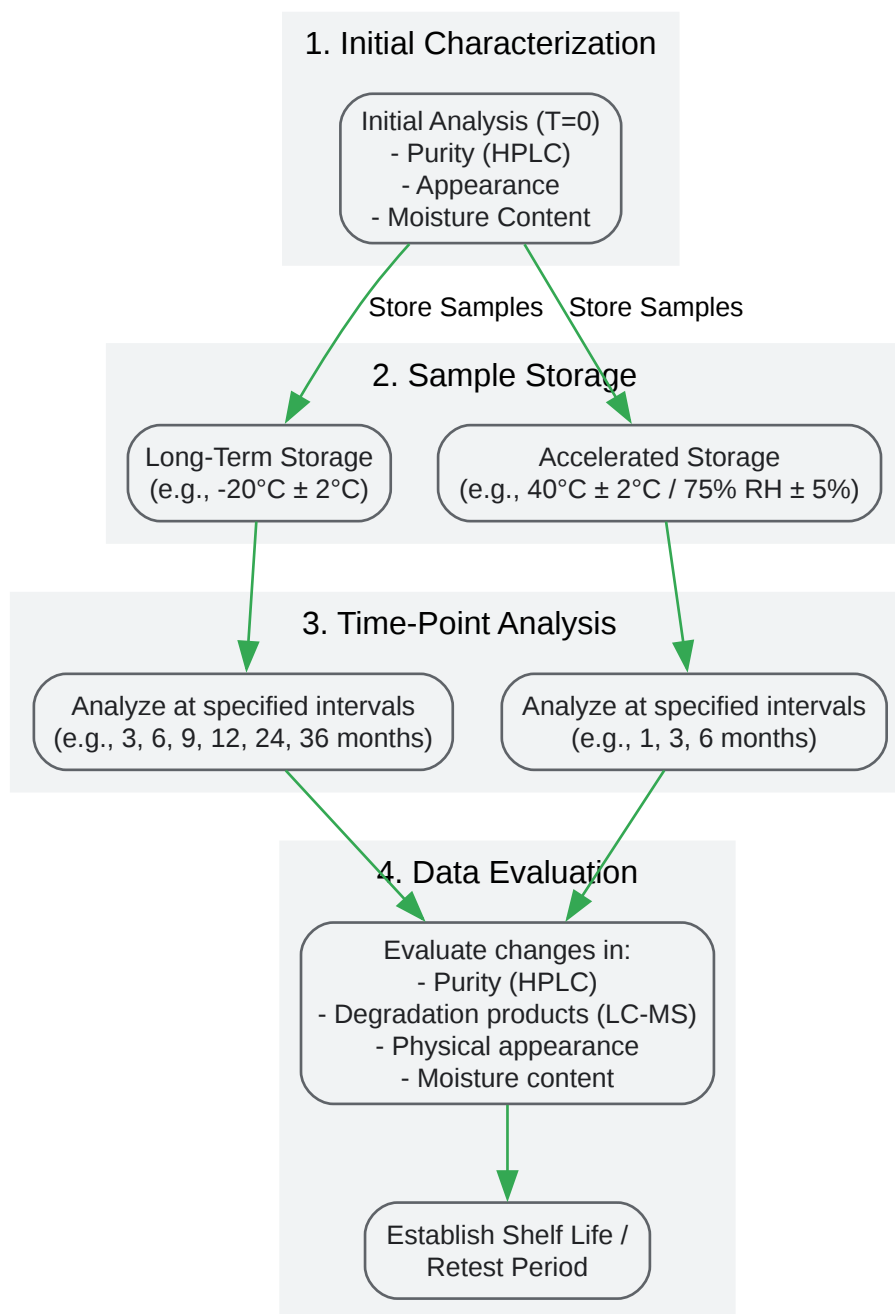 1. Initial Characterization
Initial Analysis (T=0)
- Purity (HPLC)
- Appearance
- Moisture Content
Store Samples
Store Samples
2. Sample Storage
Long-Term Storage
(e.g., -20°C ± 2°C)
Accelerated Storage
(e.g., 40°C ± 2°C / 75% RH ± 5%)
3. Time-Point Analysis
Analyze at specified intervals
(e.g., 3, 6, 9, 12, 24, 36 months)
Analyze at specified intervals
(e.g., 1, 3, 6 months)
4. Data Evaluation
Evaluate changes in:
- Purity (HPLC)
- Degradation products (LC-MS)
- Physical appearance
- Moisture content
Establish Shelf Life /
Retest Period